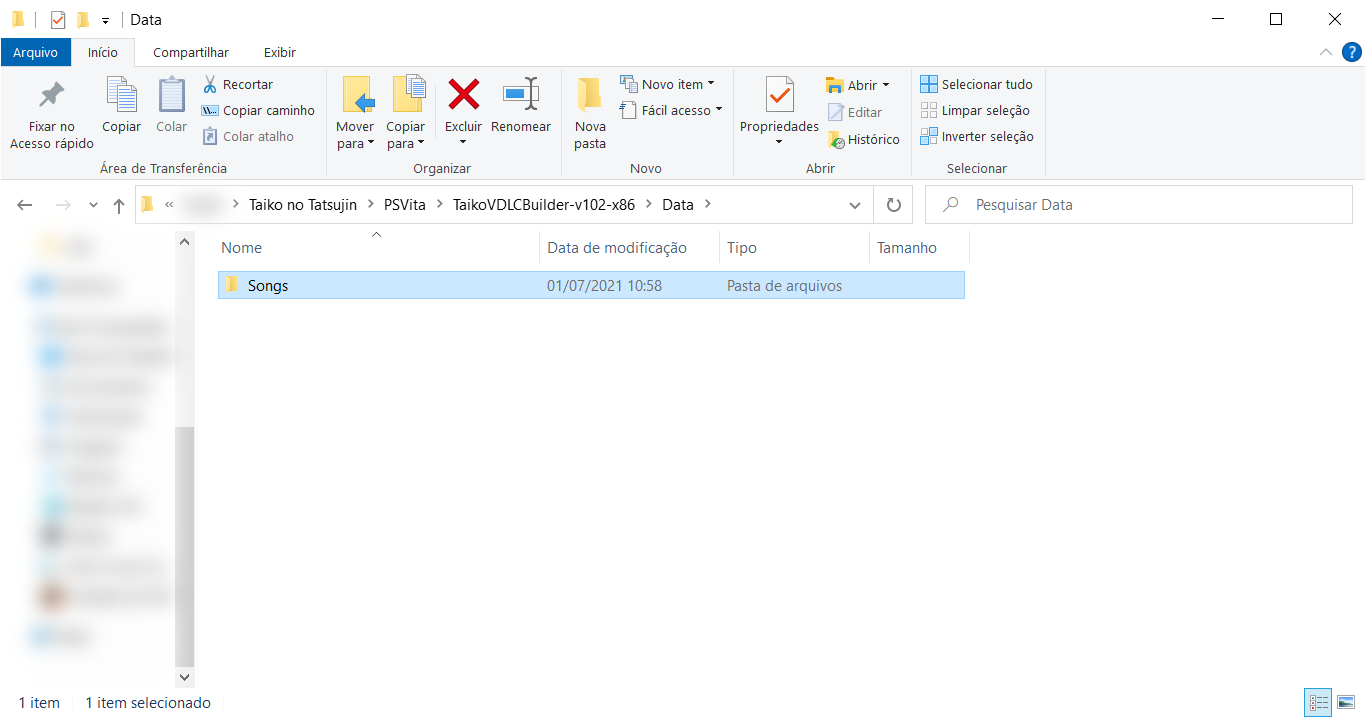 Data
Arquivo Início Compartilhar Exibir
Fixar no Acesso rápido
Copiar
Colar
Recortar
Copiar caminho
Colar atalho
Área de Transferência
Mover para
Copiar para
Excluir
Renomear
Organizar
Nova pasta
Novo item
Fácil acesso
Novo
Propriedades
Abrir
Editar
Histórico
Abrir
Selecionar tudo
Limpar seleção
Inverter seleção
Selecionar
« > Taiko no Tatsujin > PSVita > TaikoVDLCBuilder-v102-x86 > Data >
Pesquisar Data
Nome Data de modificação Tipo Tamanho
Songs 01/07/2021 10:58 Pasta de arquivos
1 item 1 item selecionado